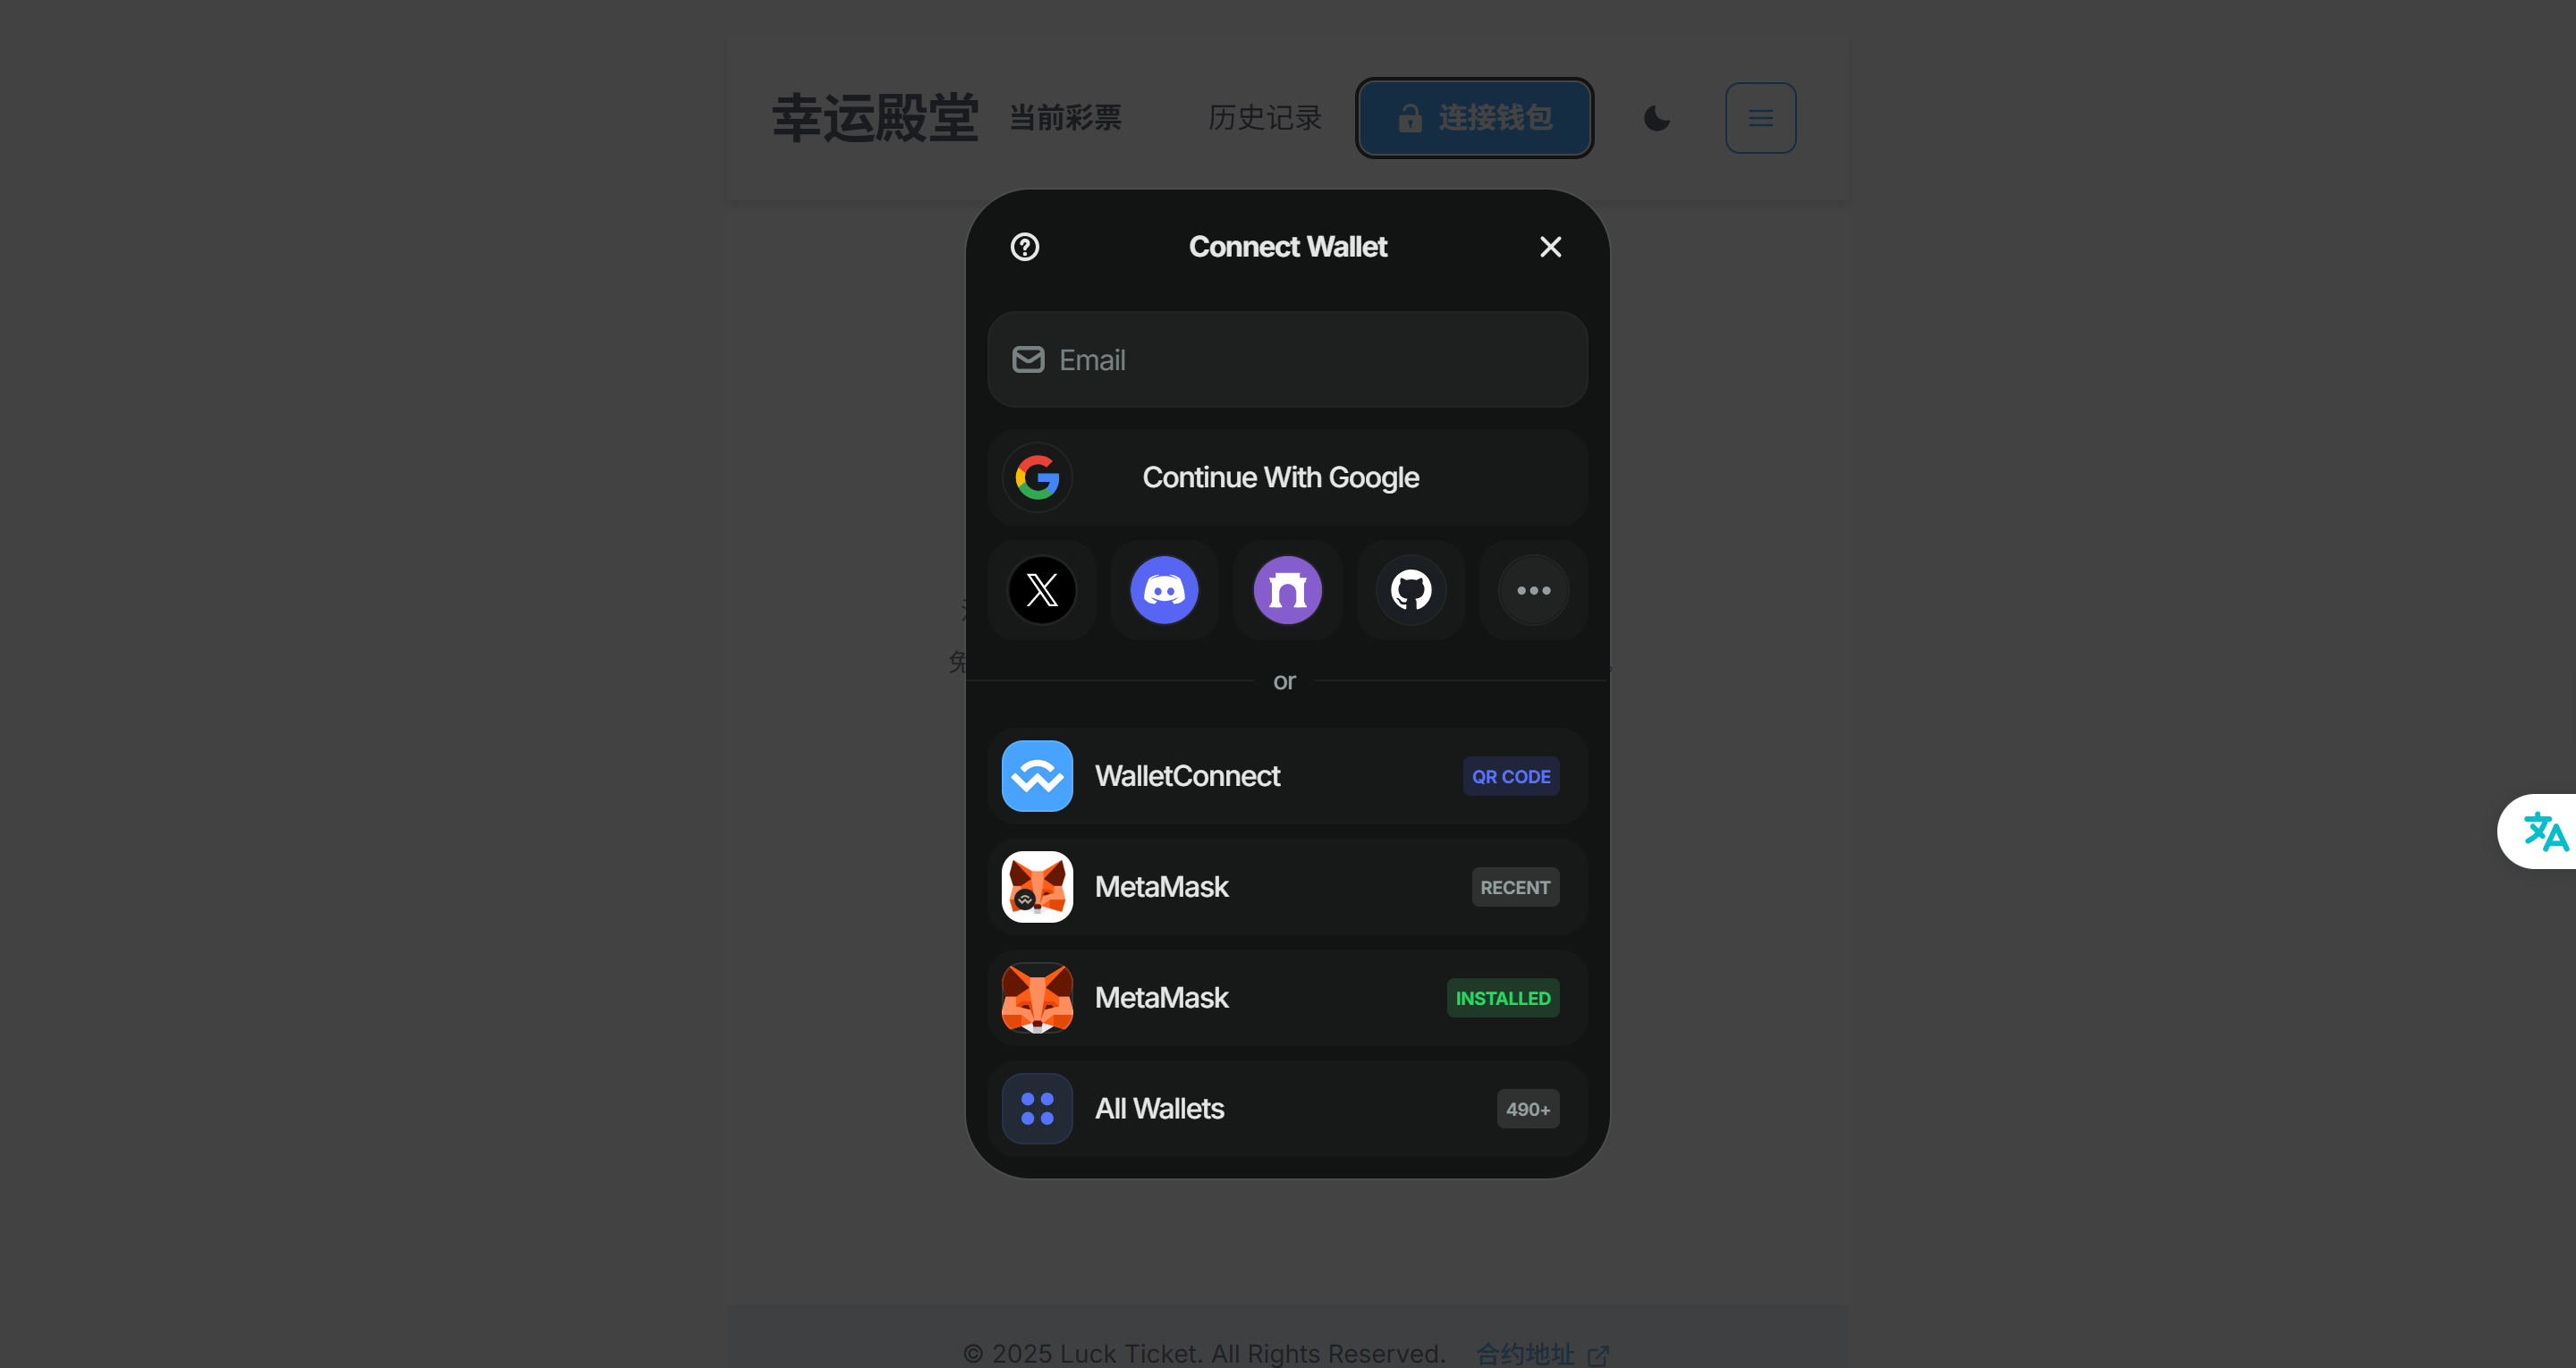 幸运殿堂 当前彩票 历史记录 连接钱包
Connect Wallet
Email
Continue With Google
免
or
WalletConnect QR CODE
MetaMask RECENT
MetaMask INSTALLED
All Wallets 490+
© 2025 Luck Ticket. All Rights Reserved. 合约地址